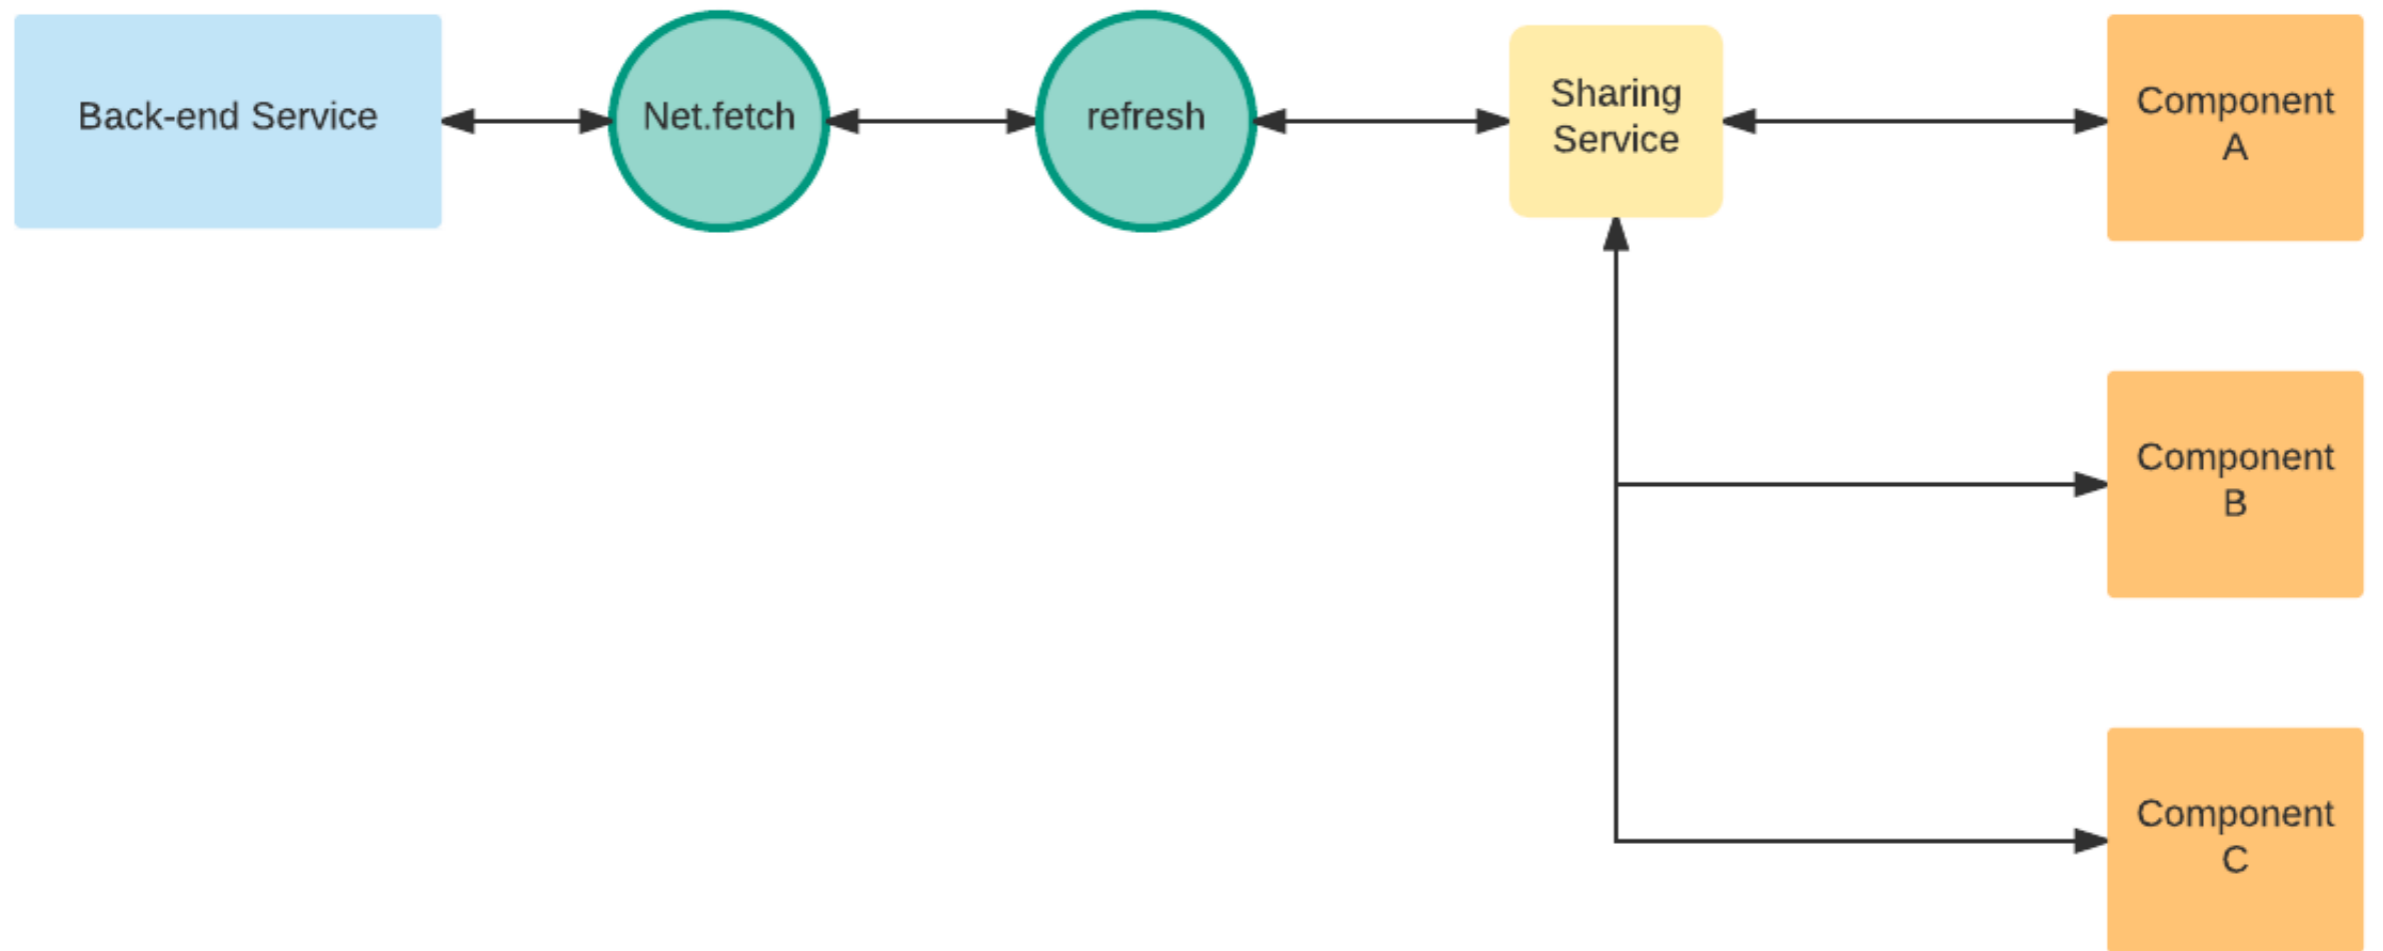 Back-end Service
Net.fetch
refresh
Sharing
Service
Component
A
Component
B
Component
C